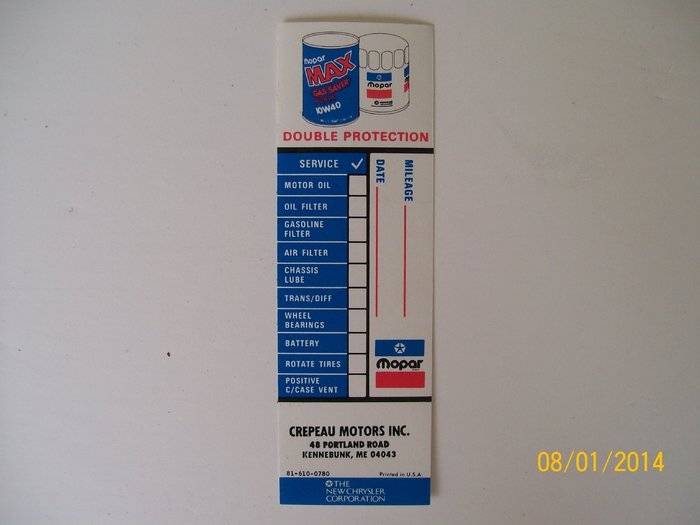 mopar
MAX
GAS SAVER
10W40
mopar
DOUBLE PROTECTION
SERVICE ✓
MOTOR OIL
OIL FILTER
GASOLINE
FILTER
AIR FILTER
CHASSIS
LUBE
TRANS/DIFF
WHEEL
BEARINGS
BATTERY
ROTATE TIRES
POSITIVE
C/CASE VENT
DATE
MILEAGE
mopar
CREPEAU MOTORS INC.
48 PORTLAND ROAD
KENNEBUNK, ME 04043
81-610-0780 Printed in U.S.A.
THE
NEW CHRYSLER
CORPORATION
08/01/2014